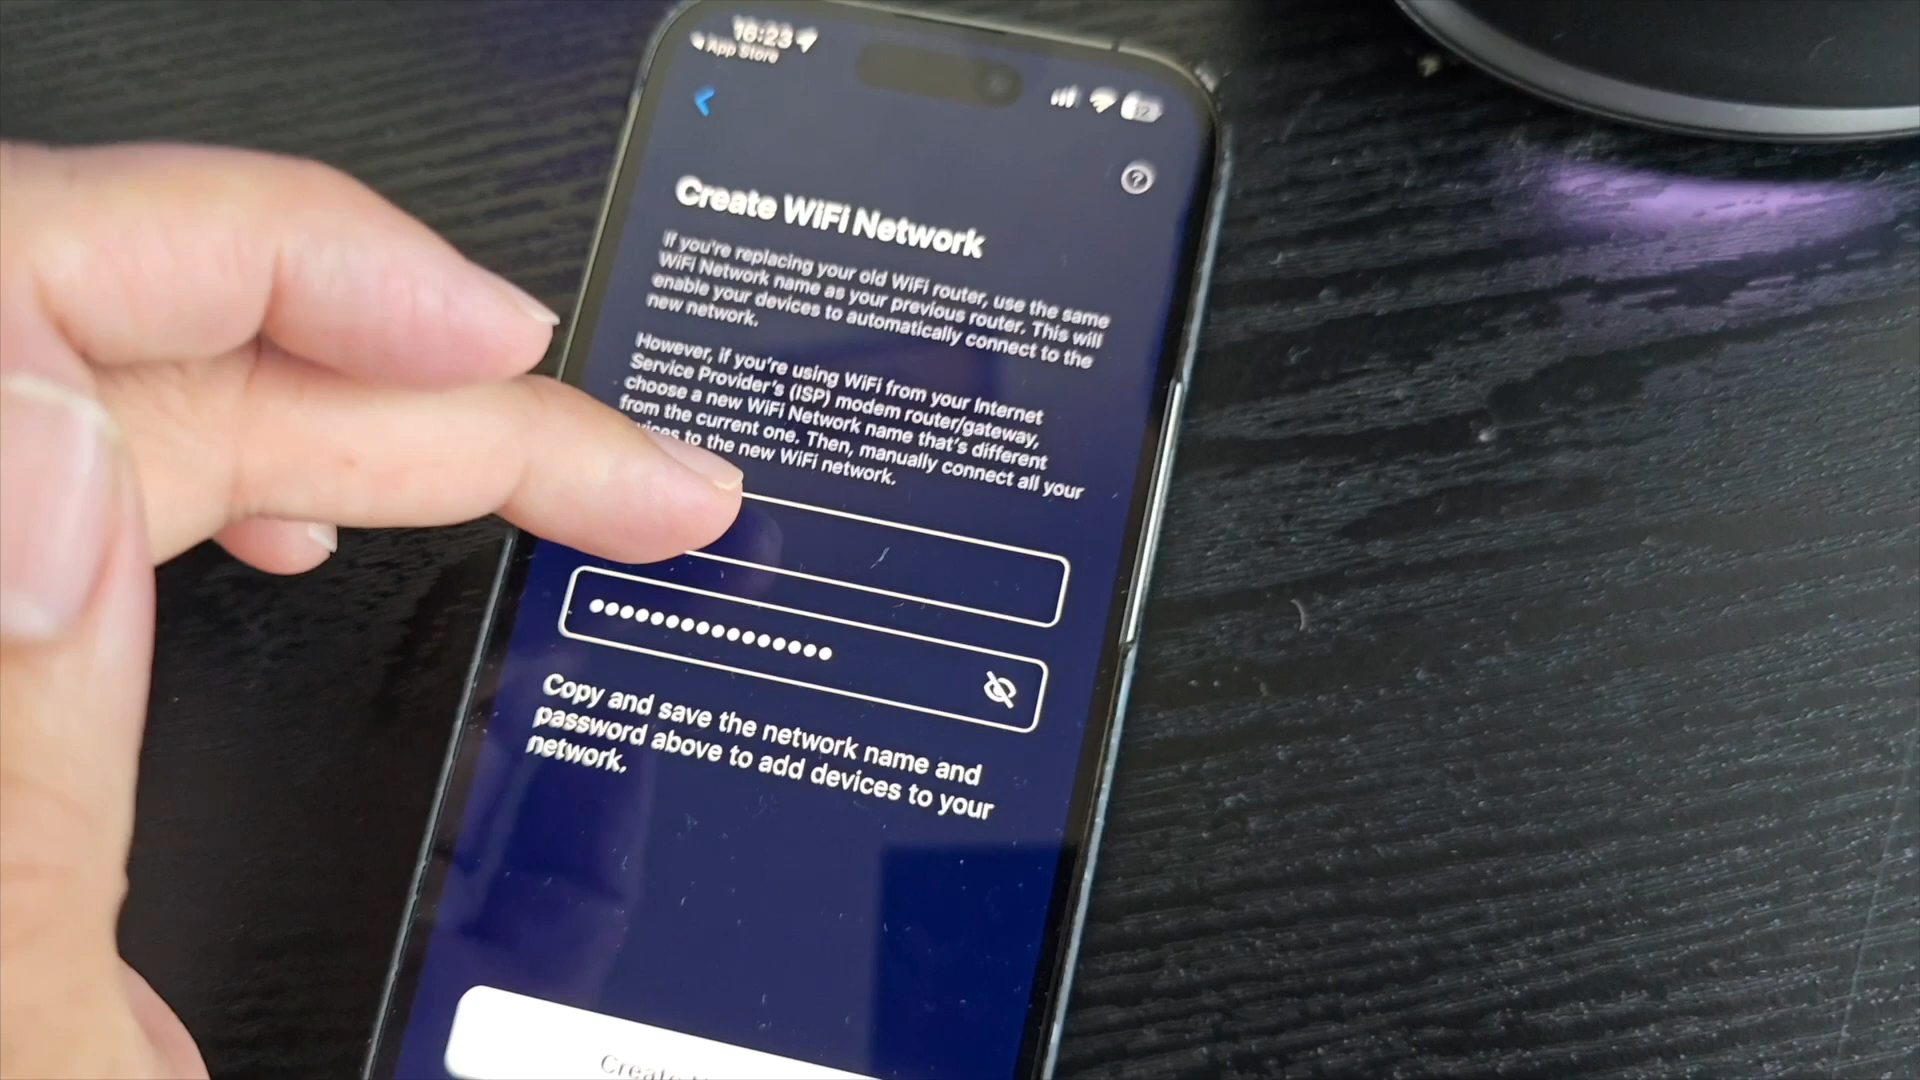 16:23
App Store
Create WiFi Network
If you're replacing your old WiFi router, use the same
WiFi Network name as your previous router. This will
enable your devices to automatically connect to the
new network.
However, if you're using WiFi from your Internet
Service Provider's (ISP) modem router/gateway,
choose a new WiFi Network name that's different
from the current one. Then, manually connect all your
to the new WiFi network.
Copy and save the network name and
password above to add devices to your
network.
Create